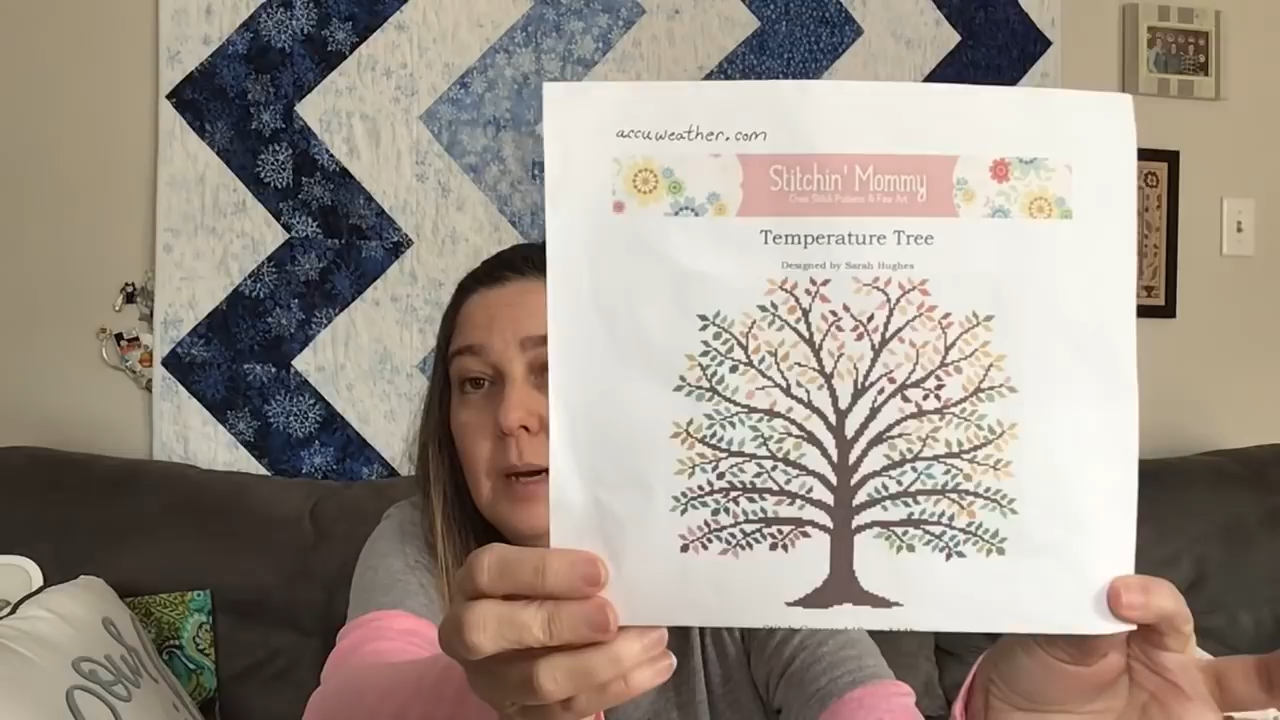 accuweather.com
Stitchin' Mommy
Cross Stitch Patterns & Fine Art
Temperature Tree
Designed by Sarah Hughes